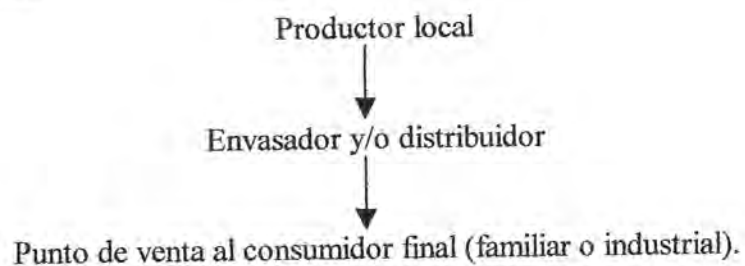 Productor local
Envasador y/o distribuidor
Punto de venta al consumidor final (familiar o industrial).